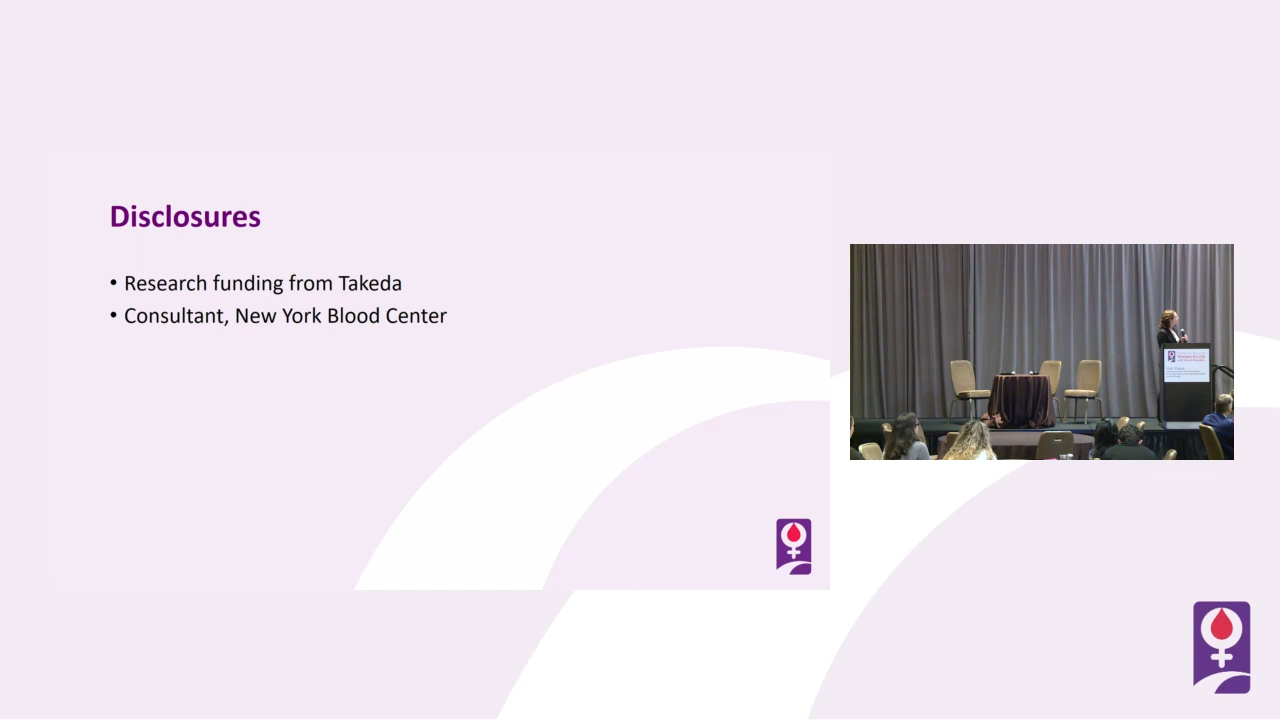 Disclosures
• Research funding from Takeda
• Consultant, New York Blood Center